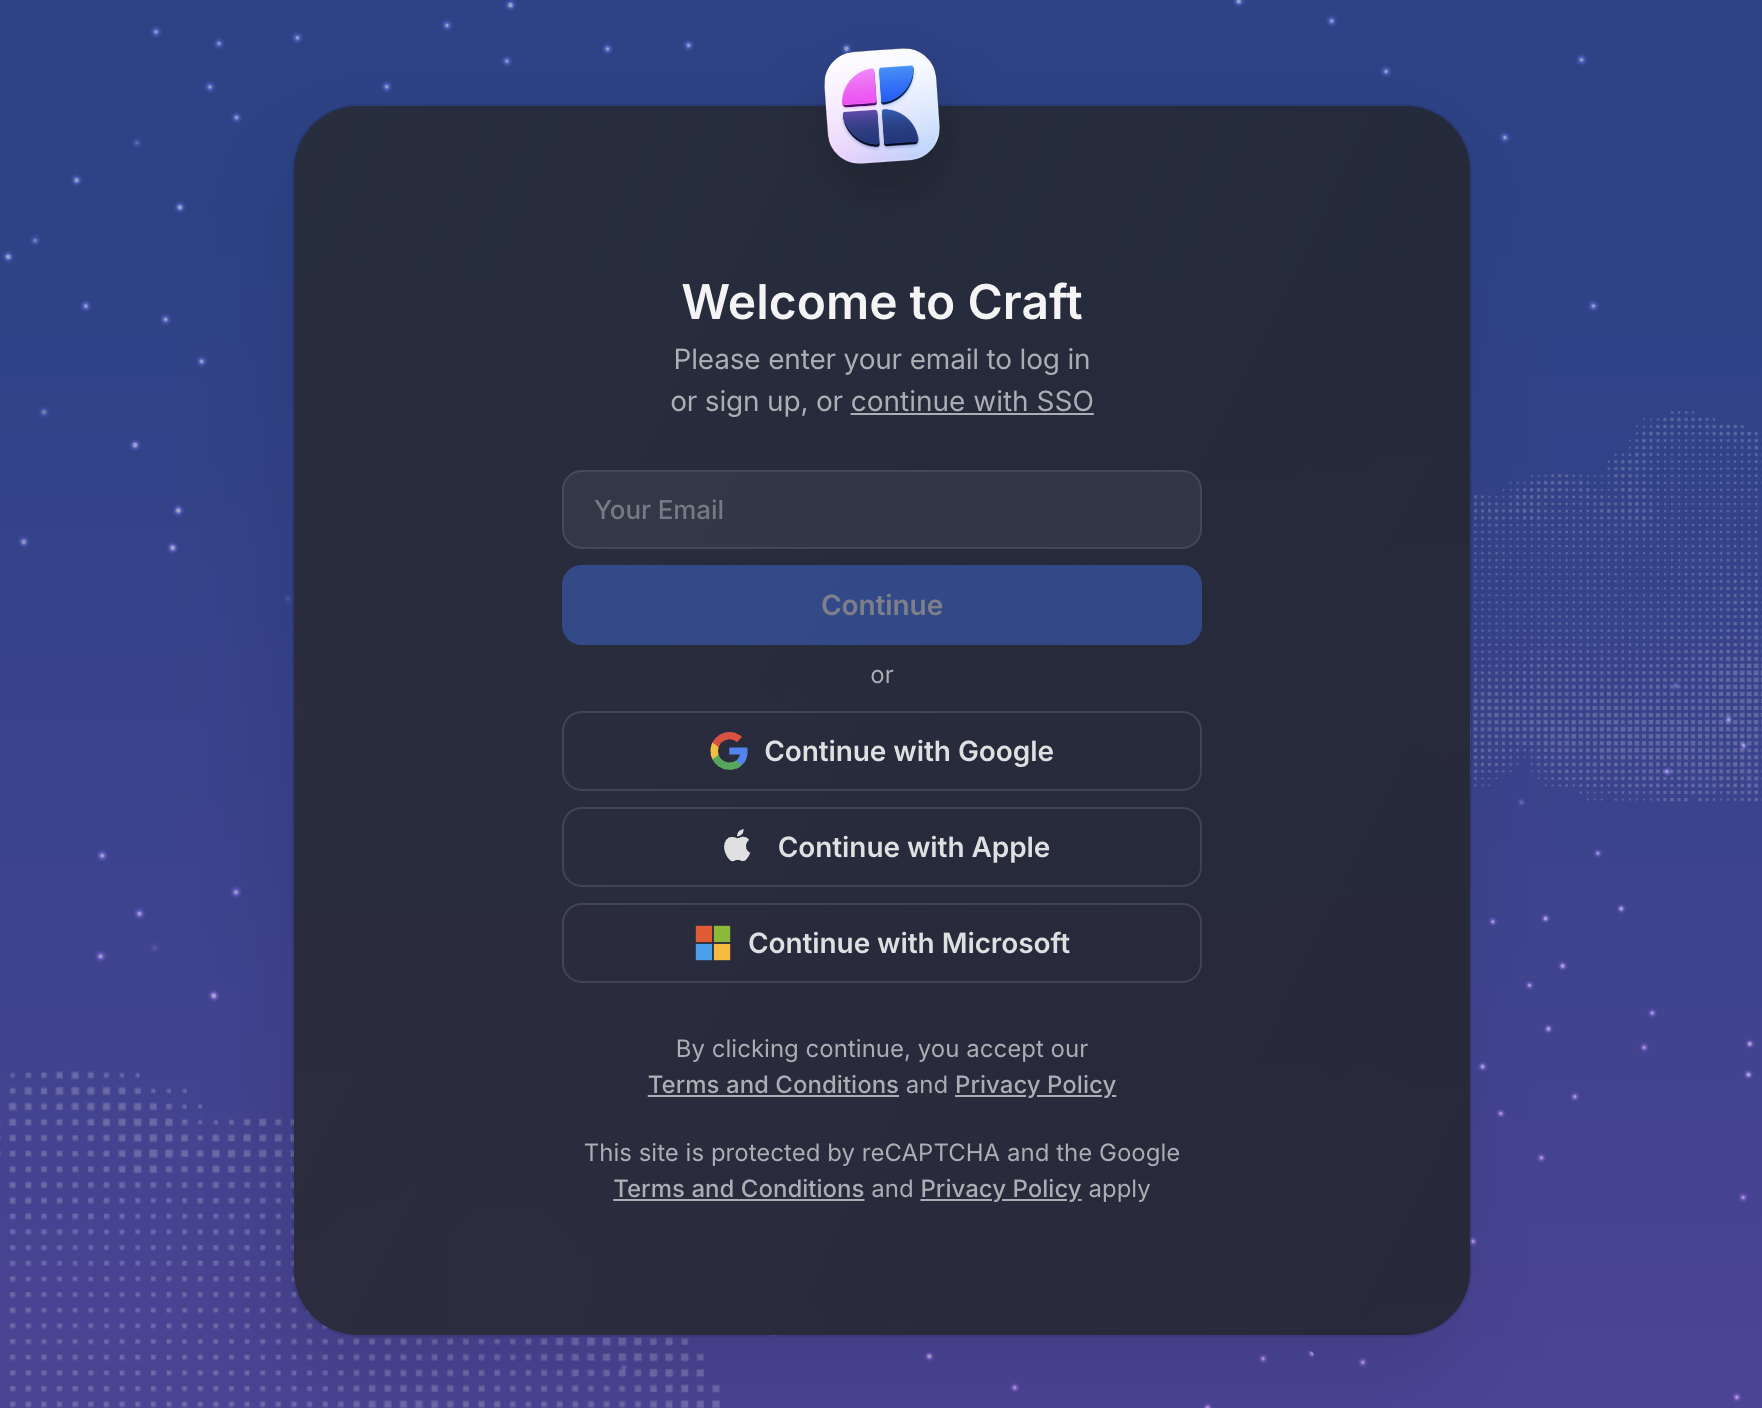 Welcome to Craft
Please enter your email to log in
or sign up, or continue with SSO
Your Email
Continue
or
Continue with Google
Continue with Apple
Continue with Microsoft
By clicking continue, you accept our
Terms and Conditions and Privacy Policy
This site is protected by reCAPTCHA and the Google
Terms and Conditions and Privacy Policy apply